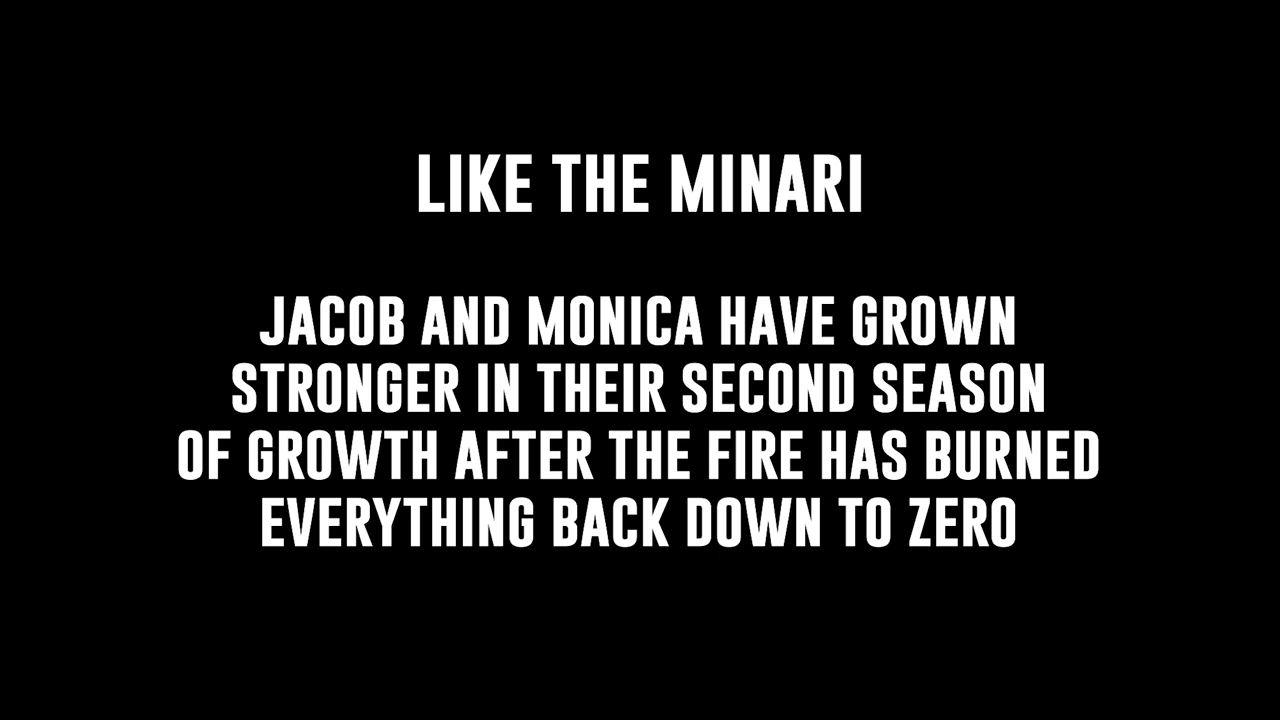 LIKE THE MINARI
JACOB AND MONICA HAVE GROWN
STRONGER IN THEIR SECOND SEASON
OF GROWTH AFTER THE FIRE HAS BURNED
EVERYTHING BACK DOWN TO ZERO